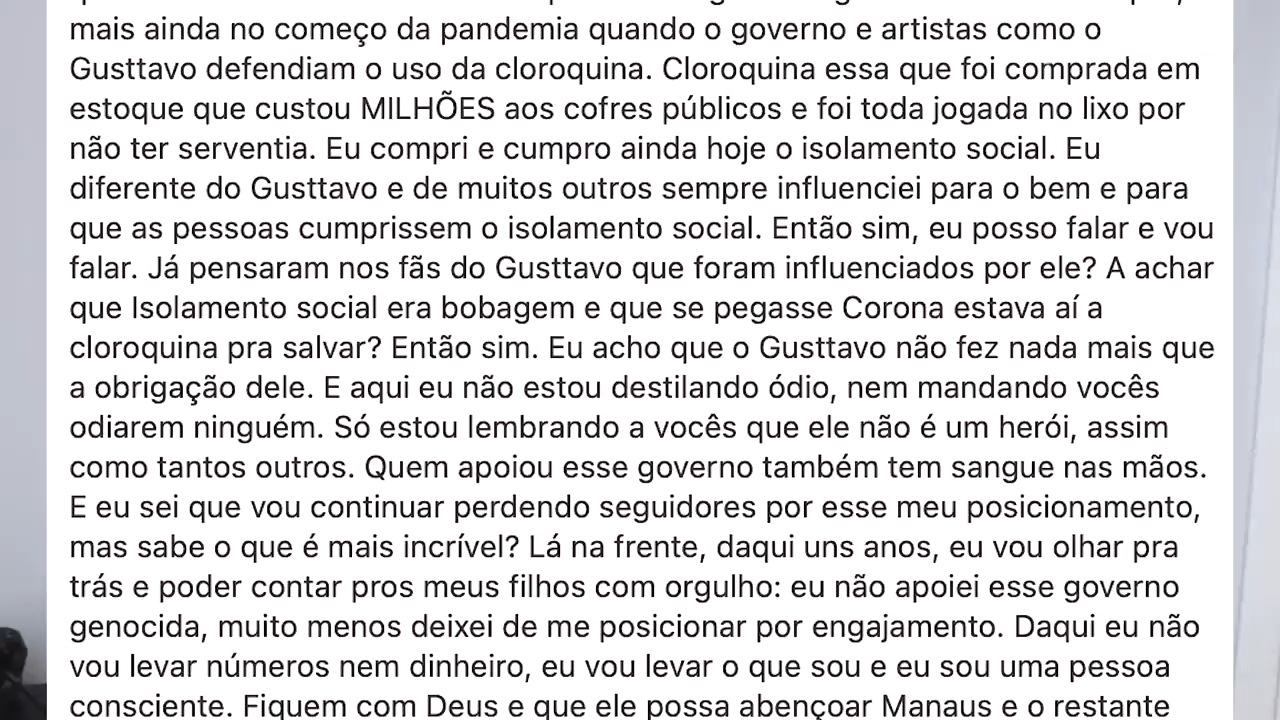 mais ainda no começo da pandemia quando o governo e artistas como o
Gusttavo defendiam o uso da cloroquina. Cloroquina essa que foi comprada em
estoque que custou MILHÕES aos cofres públicos e foi toda jogada no lixo por
não ter serventia. Eu compri e cumpro ainda hoje o isolamento social. Eu
diferente do Gusttavo e de muitos outros sempre influenciei para o bem e para
que as pessoas cumprissem o isolamento social. Então sim, eu posso falar e vou
falar. Já pensaram nos fãs do Gusttavo que foram influenciados por ele? A achar
que Isolamento social era bobagem e que se pegasse Corona estava aí a
cloroquina pra salvar? Então sim. Eu acho que o Gusttavo não fez nada mais que
a obrigação dele. E aqui eu não estou destilando ódio, nem mandando vocês
odiarem ninguém. Só estou lembrando a vocês que ele não é um herói, assim
como tantos outros. Quem apoiou esse governo também tem sangue nas mãos.
E eu sei que vou continuar perdendo seguidores por esse meu posicionamento,
mas sabe o que é mais incrível? Lá na frente, daqui uns anos, eu vou olhar pra
trás e poder contar pros meus filhos com orgulho: eu não apoiei esse governo
genocida, muito menos deixei de me posicionar por engajamento. Daqui eu não
vou levar números nem dinheiro, eu vou levar o que sou e eu sou uma pessoa
consciente. Fiquem com Deus e que ele possa abençoar Manaus e o restante